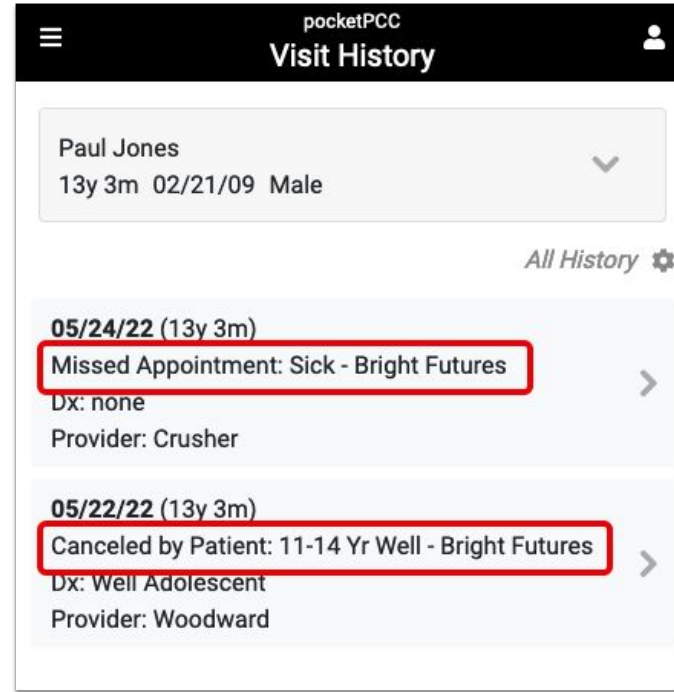 pocketPCC
Visit History
Paul Jones
13y 3m 02/21/09 Male
All History
05/24/22 (13y 3m)
Missed Appointment: Sick - Bright Futures
Dx: none
Provider: Crusher
05/22/22 (13y 3m)
Canceled by Patient: 11-14 Yr Well - Bright Futures
Dx: Well Adolescent
Provider: Woodward